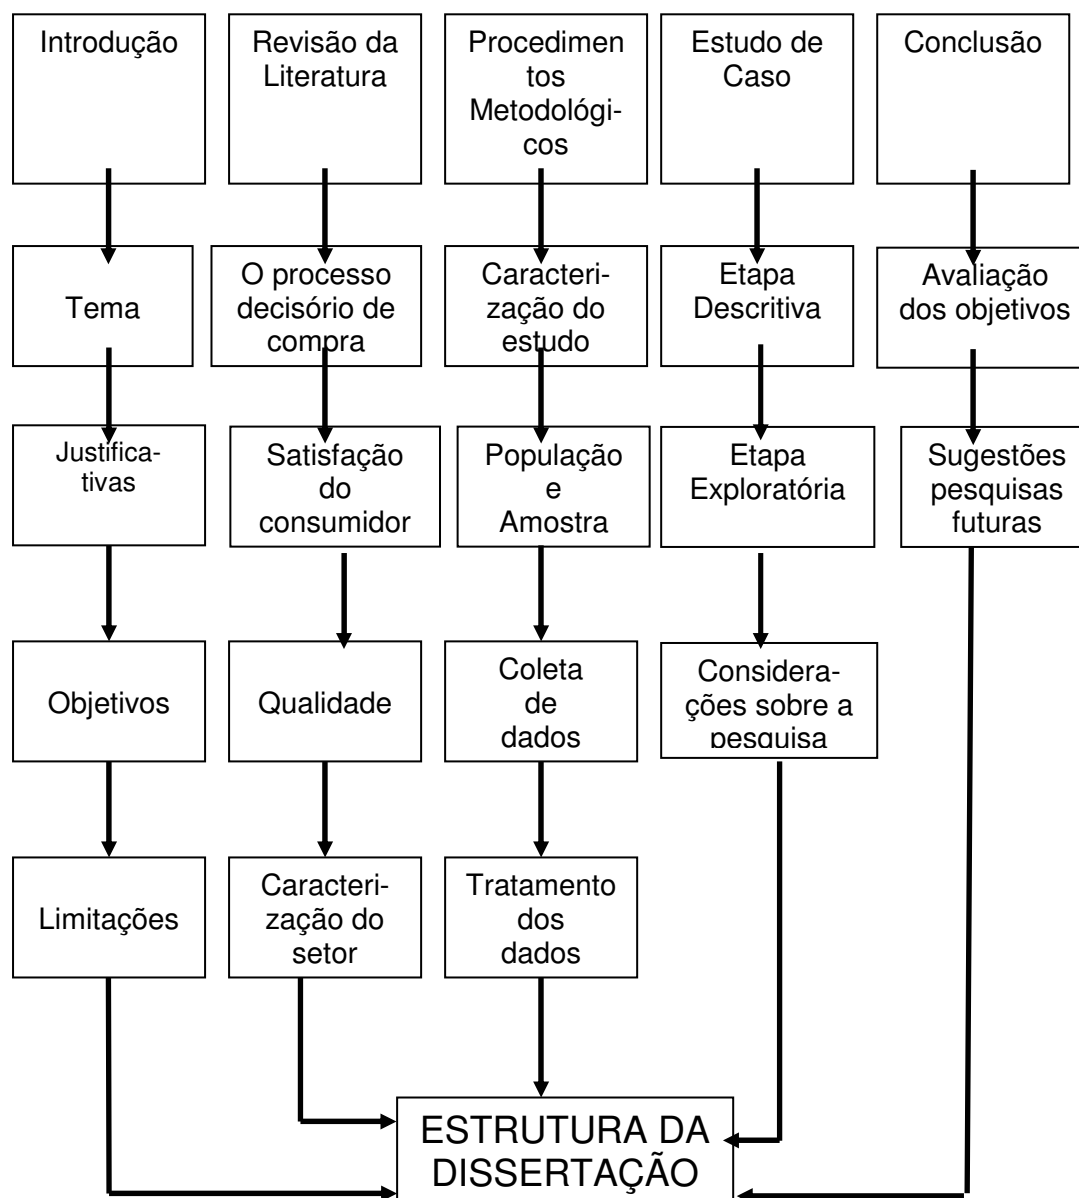 Introdução
Revisão da
Literatura
Procedimen
tos
Metodológi-
cos
Estudo de
Caso
Conclusão
Tema
O processo
decisório de
compra
Caracteri-
zação do
estudo
Etapa
Descritiva
Avaliação
dos objetivos
Justifica-
tivas
Satisfação
do
consumidor
População
e
Amostra
Etapa
Exploratória
Sugestões
pesquisas
futuras
Objetivos
Qualidade
Coleta
de
dados
Considera-
ções sobre a
pesquisa
Limitações
Caracteri-
zação do
setor
Tratamento
dos
dados
ESTRUTURA DA
DISSERTAÇÃO